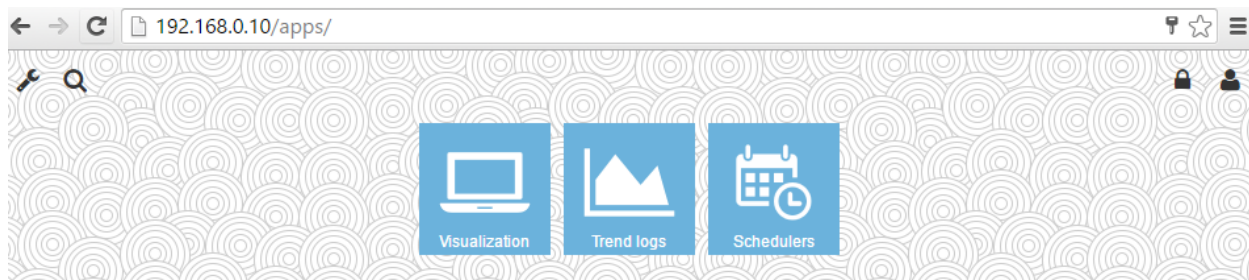 192.168.0.10/apps/
Visualization Trend logs Schedulers